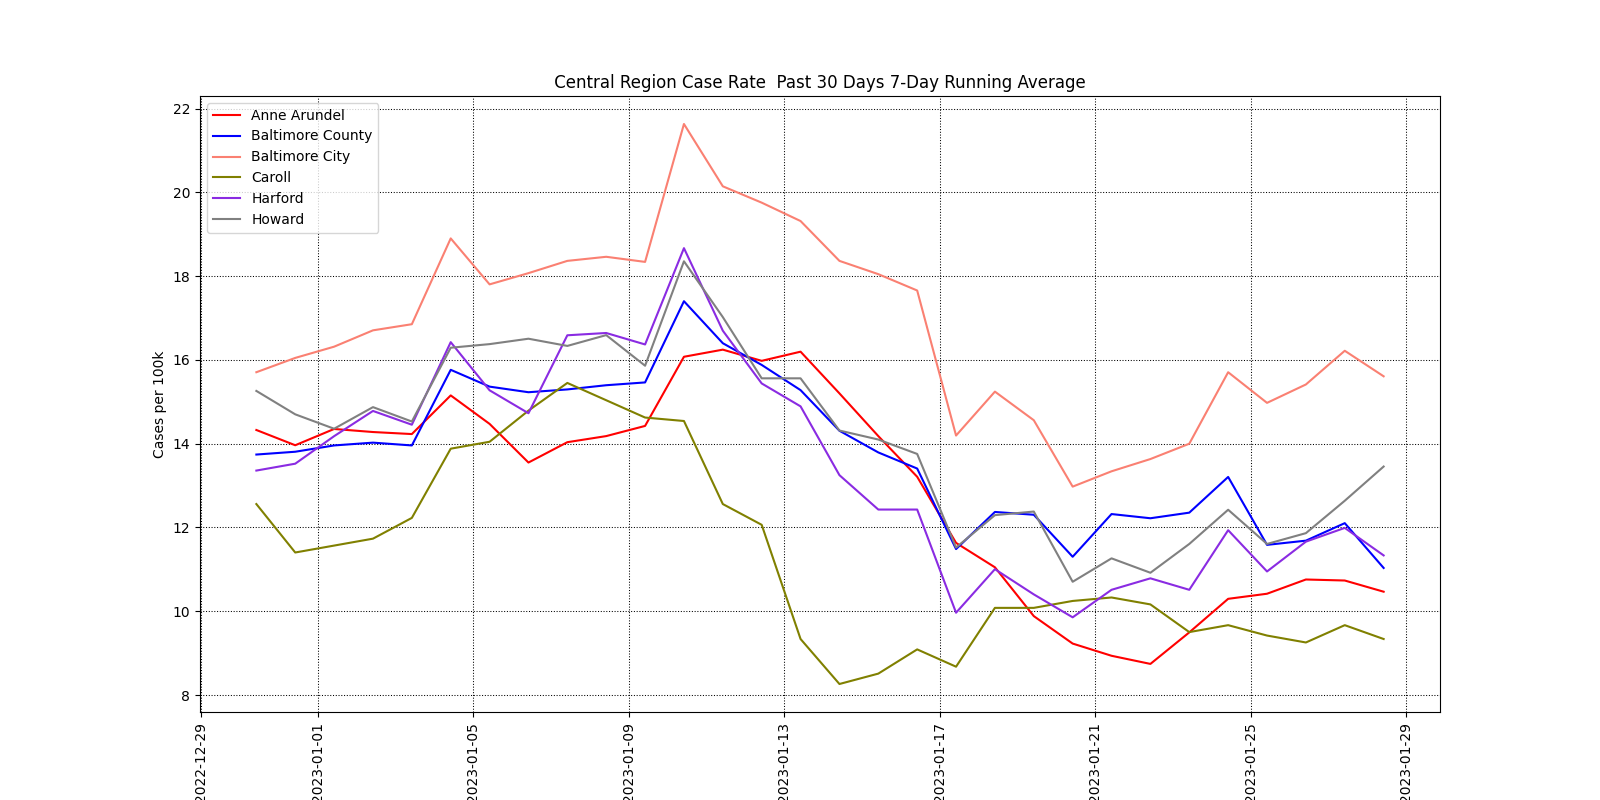 Central Region Case Rate  Past 30 Days 7-Day Running Average
Anne Arundel
Baltimore County
Baltimore City
Caroll
Harford
Howard
Cases per 100k
22
20
18
16
14
12
10
8
2022-12-29
2023-01-01
2023-01-05
2023-01-09
2023-01-13
2023-01-17
2023-01-21
2023-01-25
2023-01-29